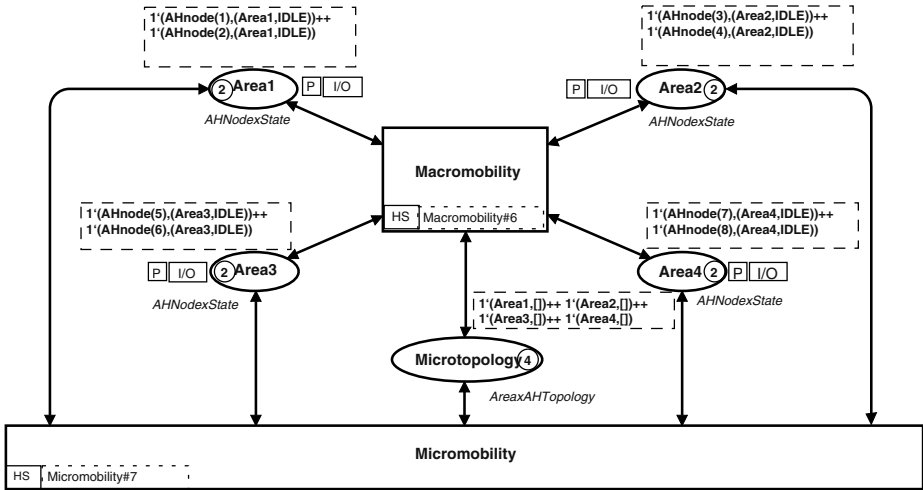 1‘(AHnode(1),(Area1,IDLE))++
1‘(AHnode(2),(Area1,IDLE))
1‘(AHnode(3),(Area2,IDLE))++
1‘(AHnode(4),(Area2,IDLE))
2 Area1 P I/O
P I/O Area2 2
AHNodexState
AHNodexState
Macromobility
HS Macromobility#6
1‘(AHnode(5),(Area3,IDLE))++
1‘(AHnode(6),(Area3,IDLE))
1‘(AHnode(7),(Area4,IDLE))++
1‘(AHnode(8),(Area4,IDLE))
P I/O 2 Area3
Area4 2 P I/O
AHNodexState
AHNodexState
1‘(Area1,[])++ 1‘(Area2,[])++
1‘(Area3,[])++ 1‘(Area4,[])
Microtopology 4
AreaxAHTopology
Micromobility
HS Micromobility#7